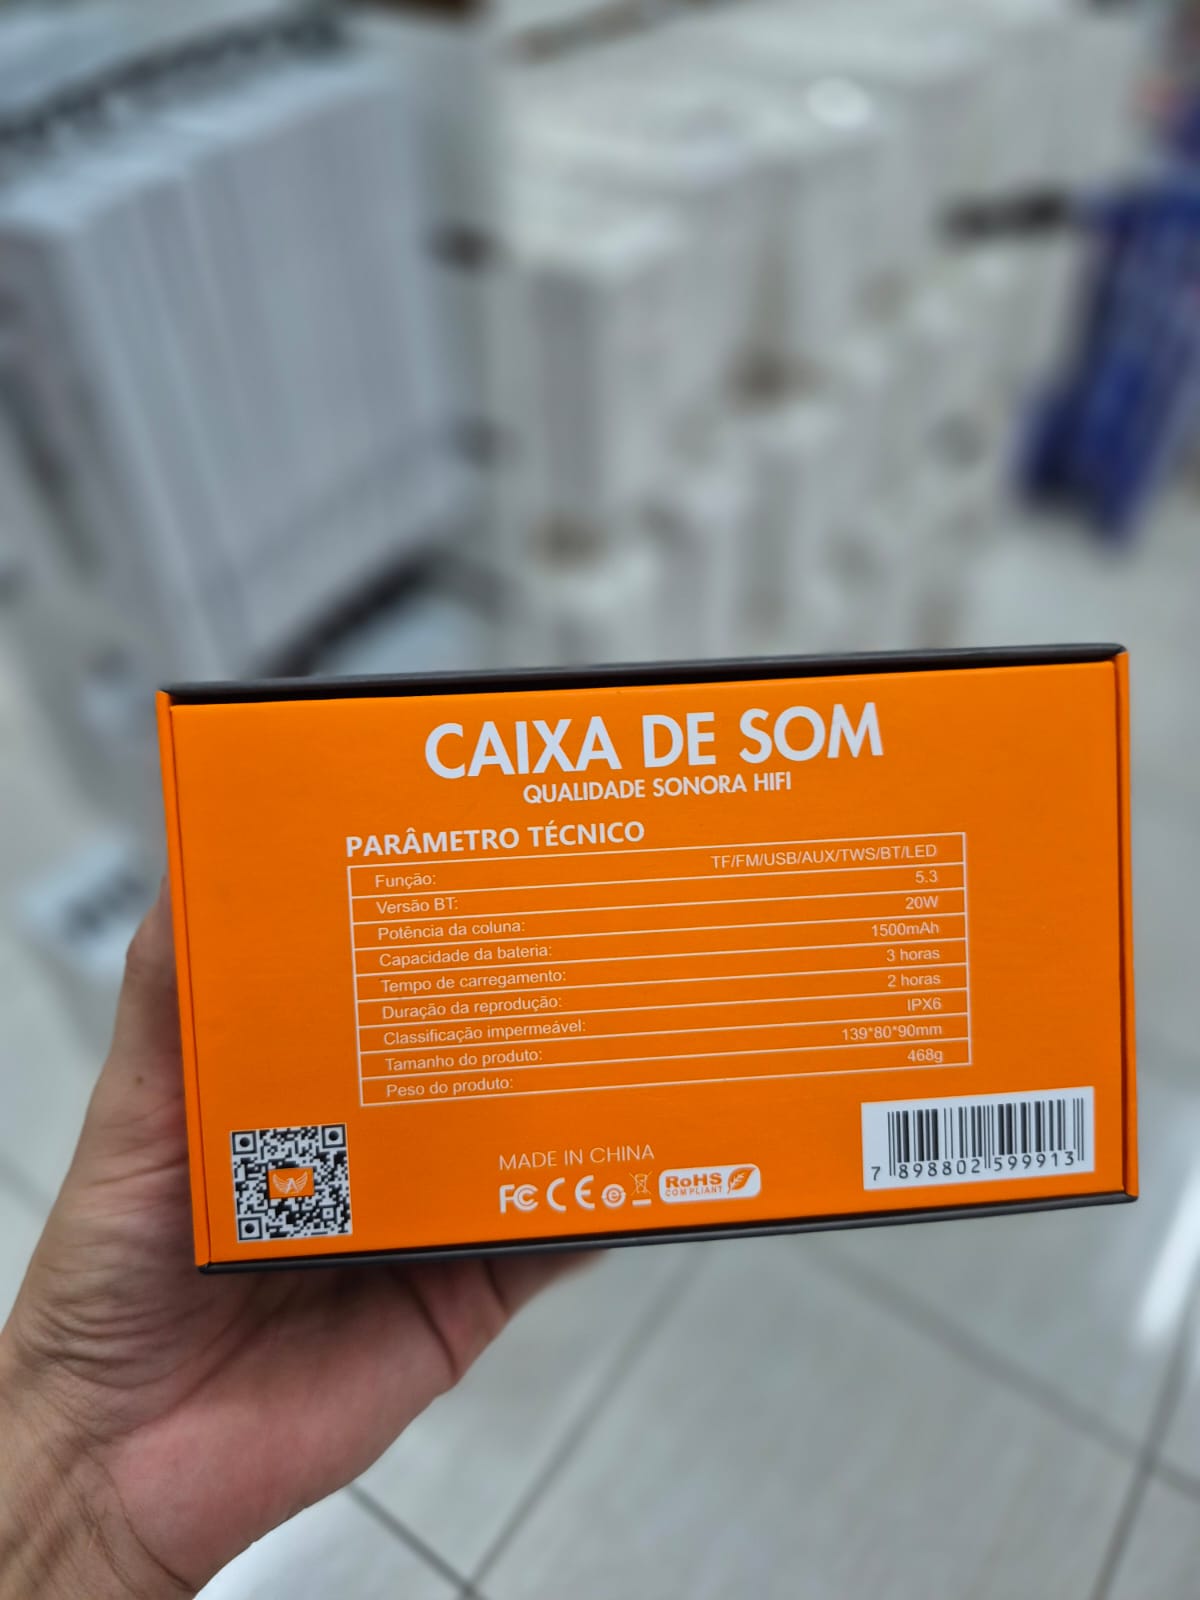 CAIXA DE SOM
QUALIDADE SONORA HIFI
PARÂMETRO TÉCNICO
Função: TF/FM/USB/AUX/TWS/BT/LED
Versão BT: 5.3
Potência da coluna: 20W
Capacidade da bateria: 1500mAh
Tempo de carregamento: 3 horas
Duração da reprodução: 2 horas
Classificação impermeável: IPX6
Tamanho do produto: 139*80*90mm
Peso do produto: 468g
MADE IN CHINA
FC CE e RoHS
COMPLIANT
7 898802 599913